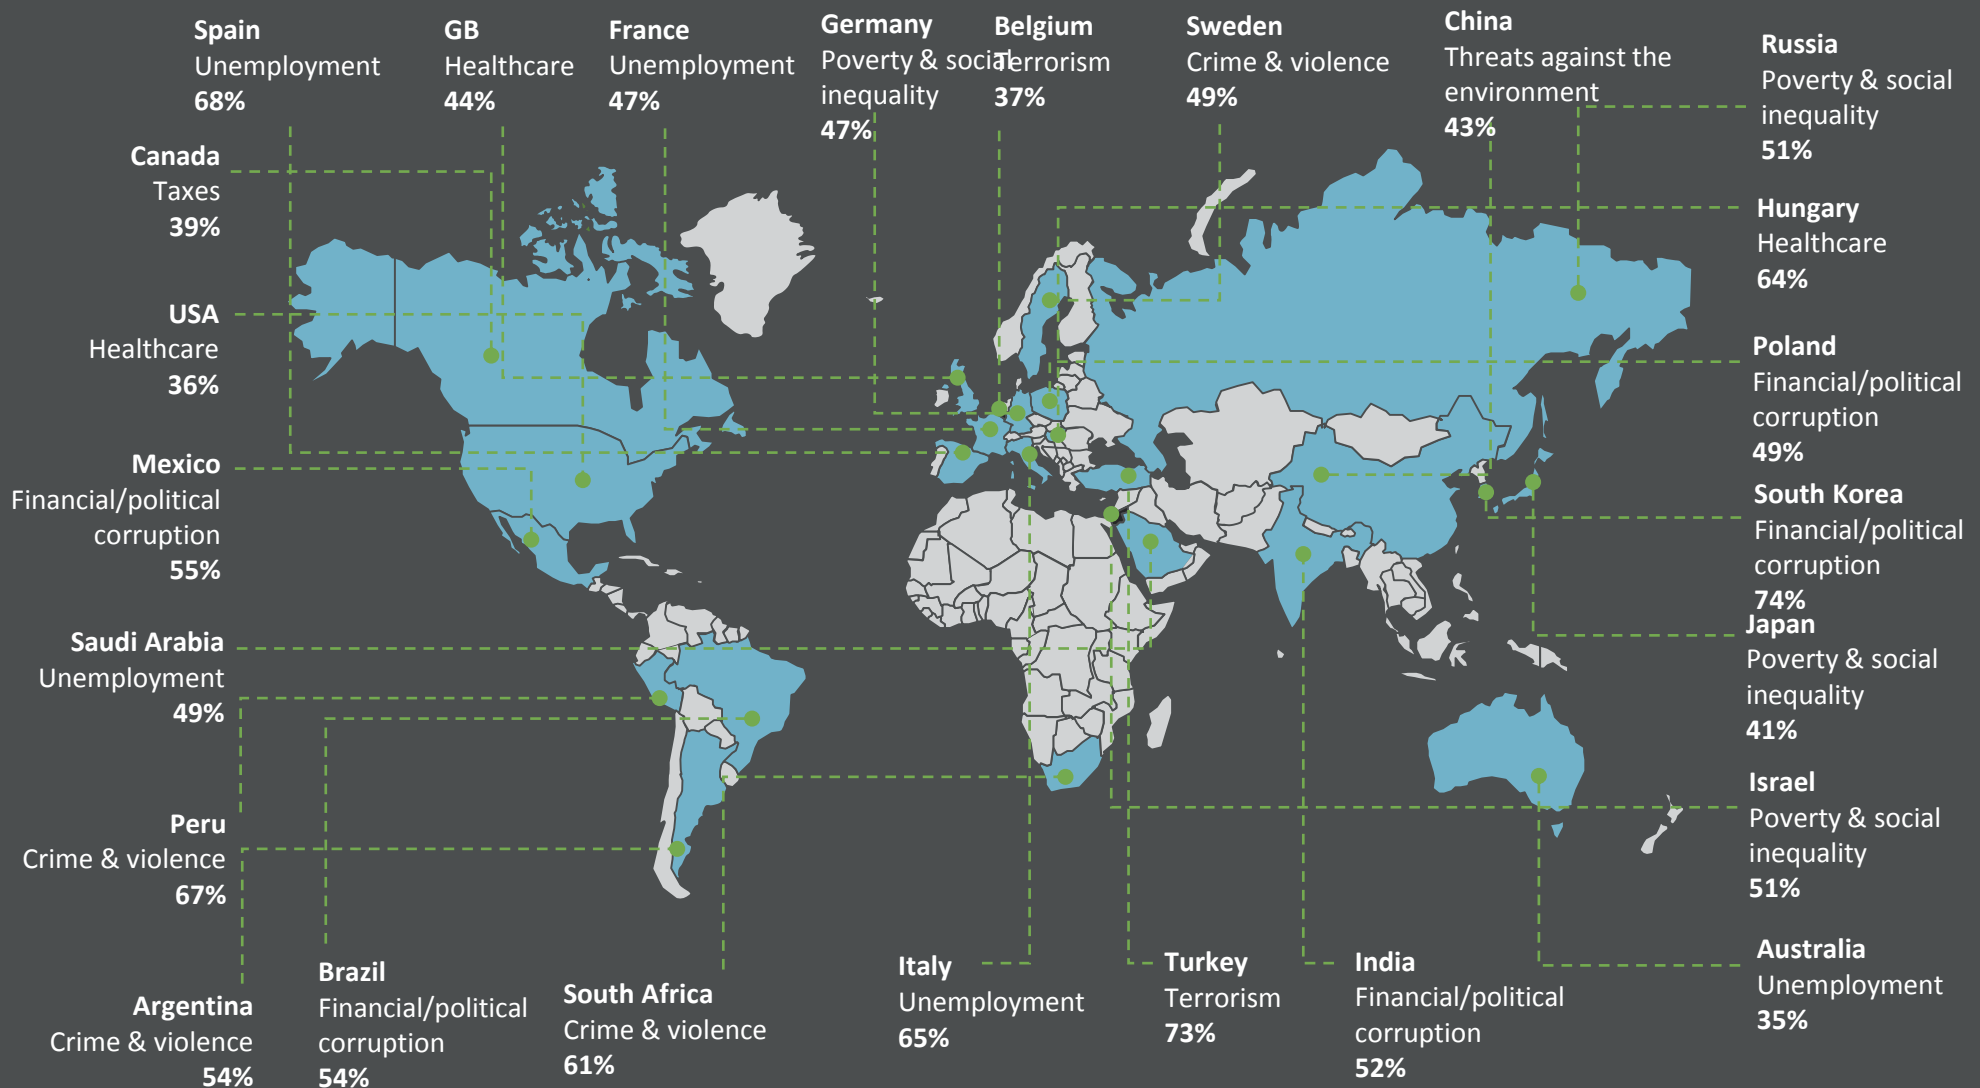 Spain
Unemployment
68%
GB
Healthcare
44%
France
Unemployment
47%
Germany
Poverty & social
inequality
47%
Belgium
Terrorism
37%
Sweden
Crime & violence
49%
China
Threats against the
environment
43%
Russia
Poverty & social
inequality
51%
Canada
Taxes
39%
Hungary
Healthcare
64%
USA
Healthcare
36%
Poland
Financial/political
corruption
49%
Mexico
Financial/political
corruption
55%
South Korea
Financial/political
corruption
74%
Japan
Poverty & social
inequality
41%
Saudi Arabia
Unemployment
49%
Israel
Poverty & social
inequality
51%
Peru
Crime & violence
67%
Australia
Unemployment
35%
Argentina
Crime & violence
54%
Brazil
Financial/political
corruption
54%
South Africa
Crime & violence
61%
Italy
Unemployment
65%
Turkey
Terrorism
73%
India
Financial/political
corruption
52%